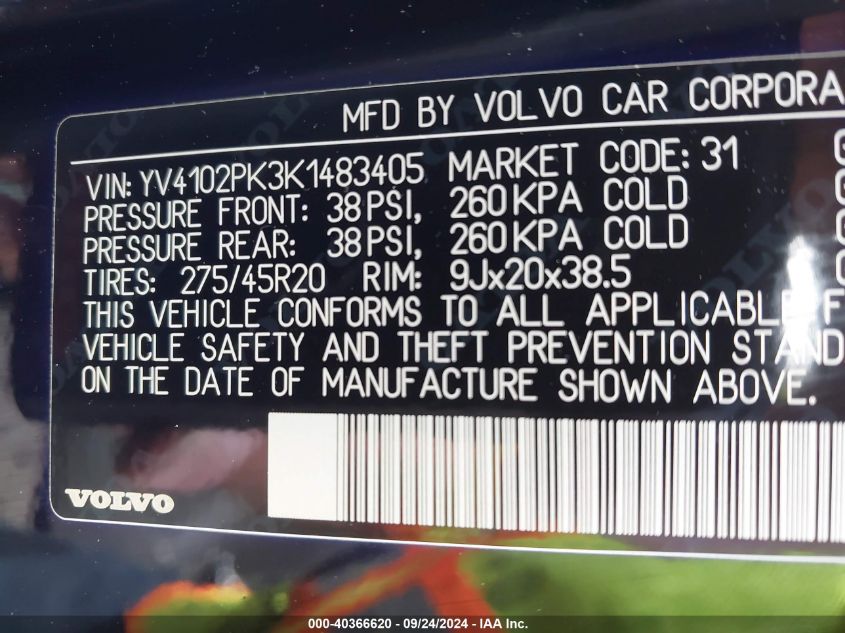 MFD BY VOLVO CAR CORPORA
VIN: YV4102PK3K1483405 MARKET CODE: 31
PRESSURE FRONT: 38 PSI, 260 KPA COLD
PRESSURE REAR: 38 PSI, 260 KPA COLD
TIRES: 275/45R20 RIM: 9Jx20x38.5
THIS VEHICLE CONFORMS TO ALL APPLICABLE F
VEHICLE SAFETY AND THEFT PREVENTION STAND
ON THE DATE OF MANUFACTURE SHOWN ABOVE.
VOLVO
000-40366620 - 09/24/2024 - IAA Inc.